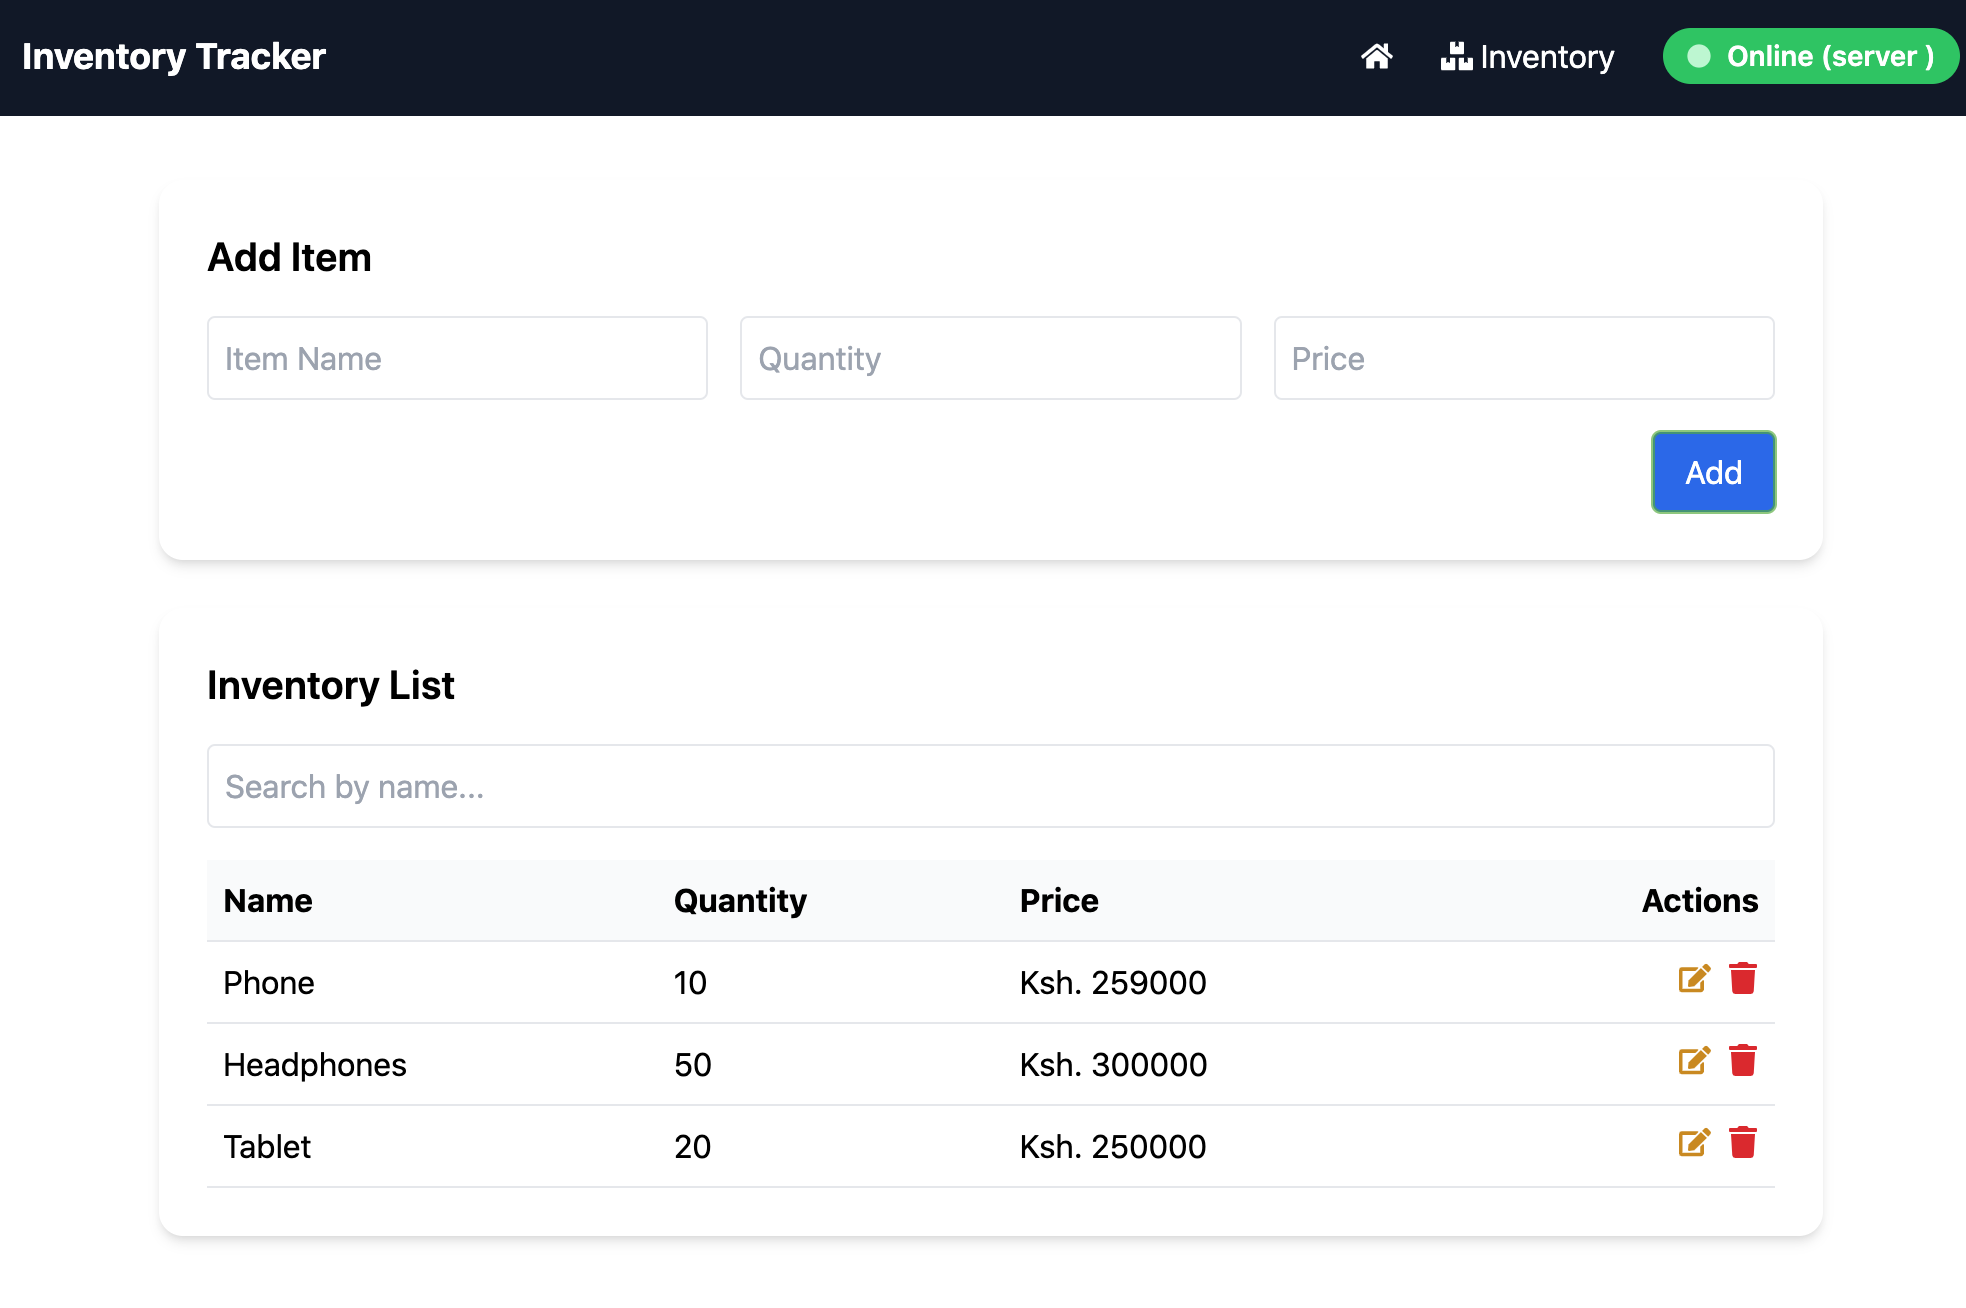 Inventory Tracker
Inventory
Online (server )
Add Item
Item Name
Quantity
Price
Add
Inventory List
Search by name...
Name Quantity Price Actions
Phone 10 Ksh. 259000
Headphones 50 Ksh. 300000
Tablet 20 Ksh. 250000